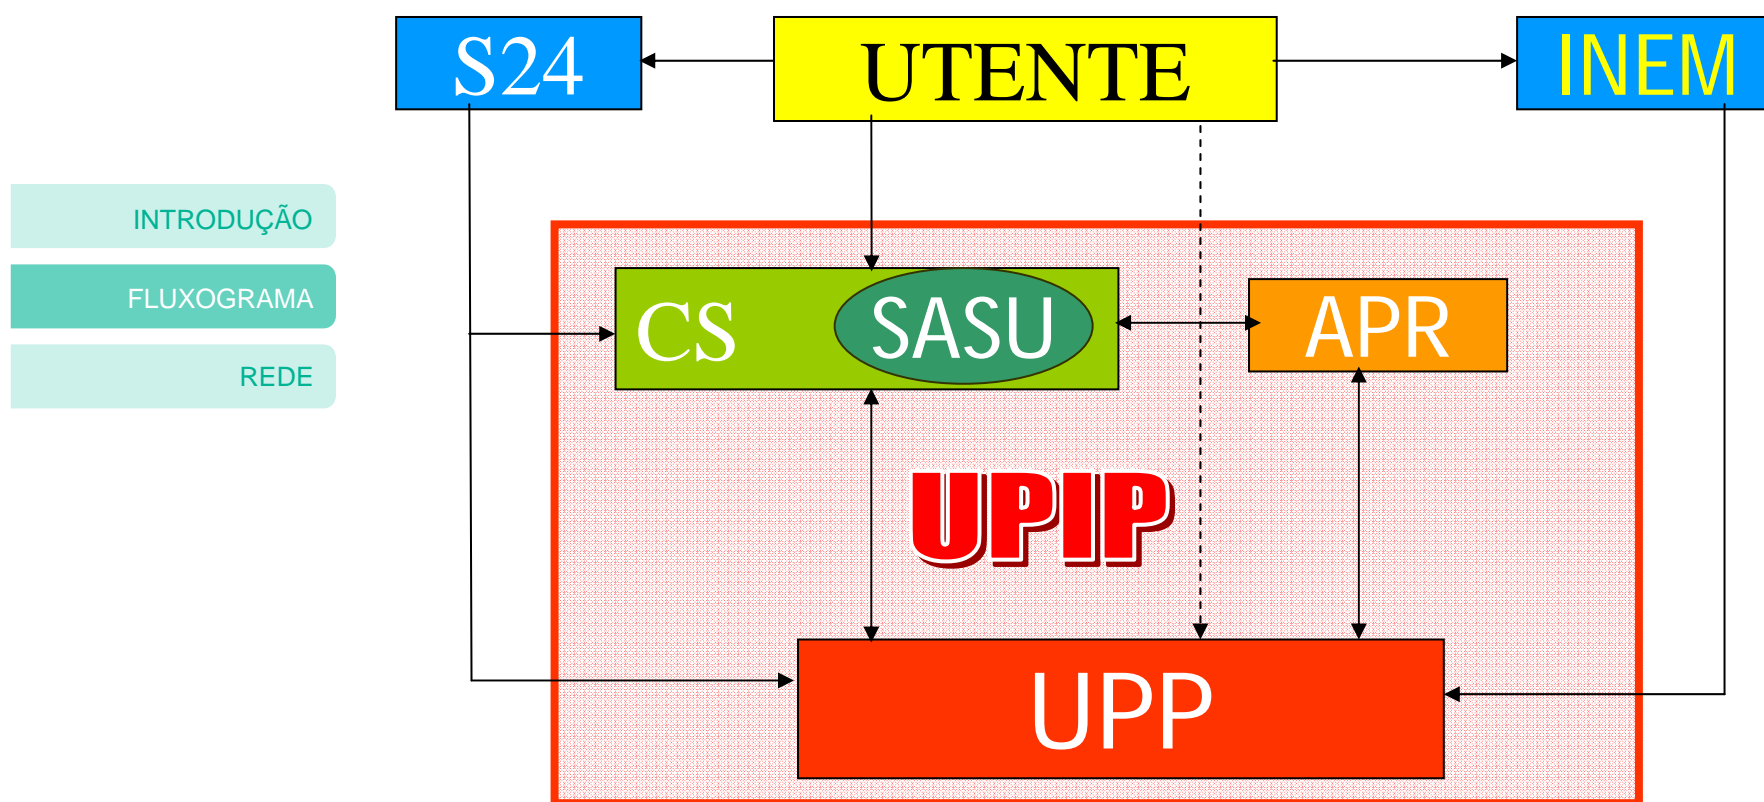 S24
UTENTE
INEM
INTRODUÇÃO
FLUXOGRAMA
REDE
CS
SASU
APR
UPIP
UPP